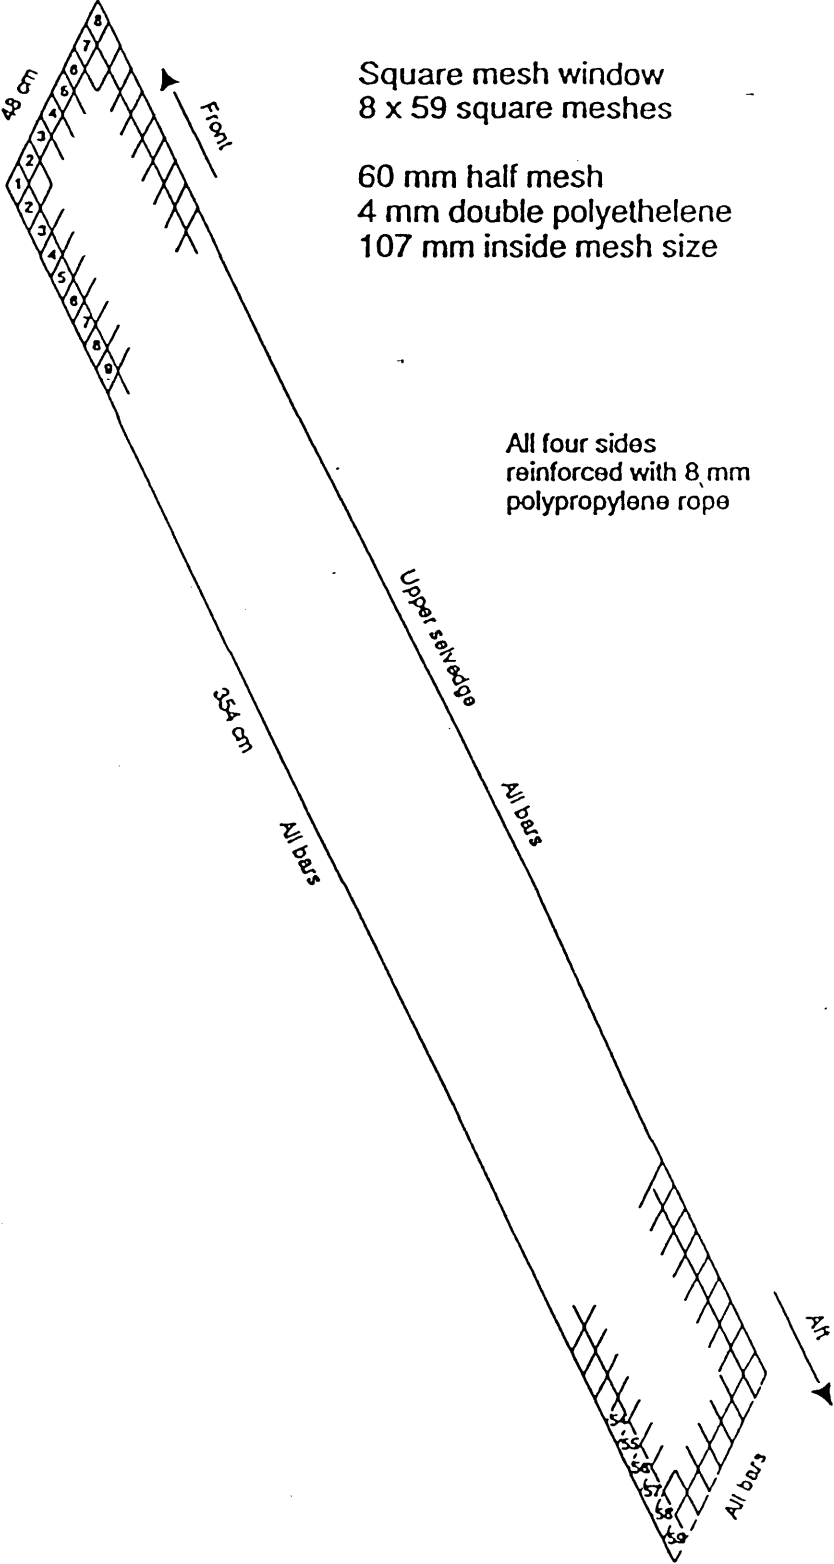 Square mesh window
8 x 59 square meshes
60 mm half mesh
4 mm double polyethelene
107 mm inside mesh size
All four sides
reinforced with 8 mm
polypropylene rope
48 cm
Front
8
7
6
5
4
3
2
1
2
3
4
5
6
7
8
9
Upper selvedge
All bars
354 cm
All bars
Aft
All bars
54
55
56
57
58
59